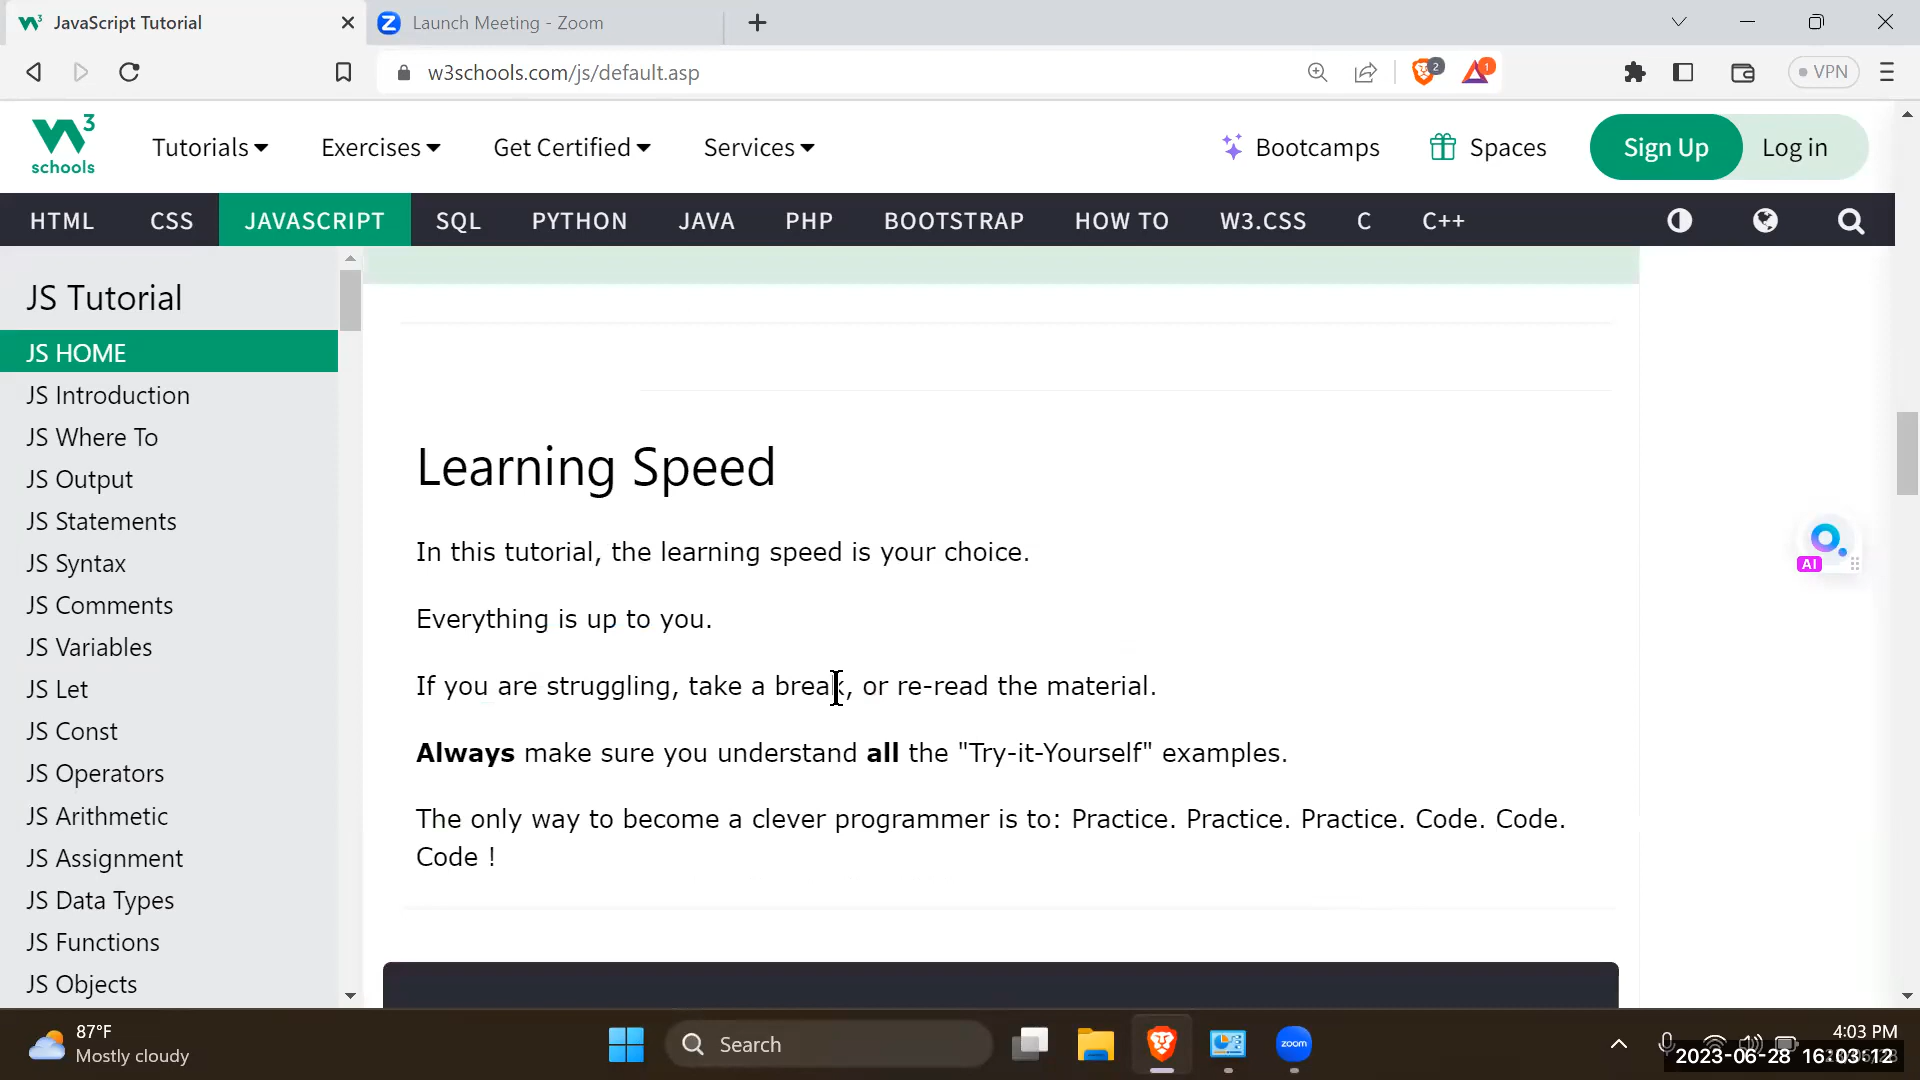 JavaScript Tutorial
Launch Meeting - Zoom
w3schools.com/js/default.asp
2
1
VPN
W3
schools
Tutorials
Exercises
Get Certified
Services
Bootcamps
Spaces
Sign Up
Log in
HTML
CSS
JAVASCRIPT
SQL
PYTHON
JAVA
PHP
BOOTSTRAP
HOW TO
W3.CSS
C
C++
JS Tutorial
JS HOME
JS Introduction
JS Where To
JS Output
JS Statements
JS Syntax
JS Comments
JS Variables
JS Let
JS Const
JS Operators
JS Arithmetic
JS Assignment
JS Data Types
JS Functions
JS Objects
Learning Speed
In this tutorial, the learning speed is your choice.
Everything is up to you.
If you are struggling, take a break, or re-read the material.
Always make sure you understand all the "Try-it-Yourself" examples.
The only way to become a clever programmer is to: Practice. Practice. Practice. Code. Code.
Code !
AI
87°F
Mostly cloudy
Search
zoom
4:03 PM
2023-06-28 16:03:12